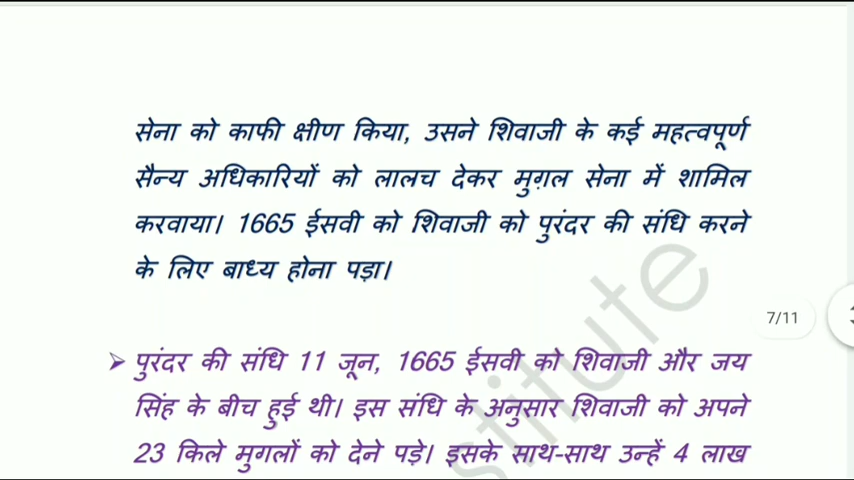 सेना को काफी क्षीण किया, उसने शिवाजी के कई महत्वपूर्ण
सैन्य अधिकारियों को लालच देकर मुग़ल सेना में शामिल
करवाया। 1665 ईसवी को शिवाजी को पुरंदर की संधि करने
के लिए बाध्य होना पड़ा।
7/11
➢ पुरंदर की संधि 11 जून, 1665 ईसवी को शिवाजी और जय
सिंह के बीच हुई थी। इस संधि के अनुसार शिवाजी को अपने
23 किले मुगलों को देने पड़े। इसके साथ-साथ उन्हें 4 लाख
stitute